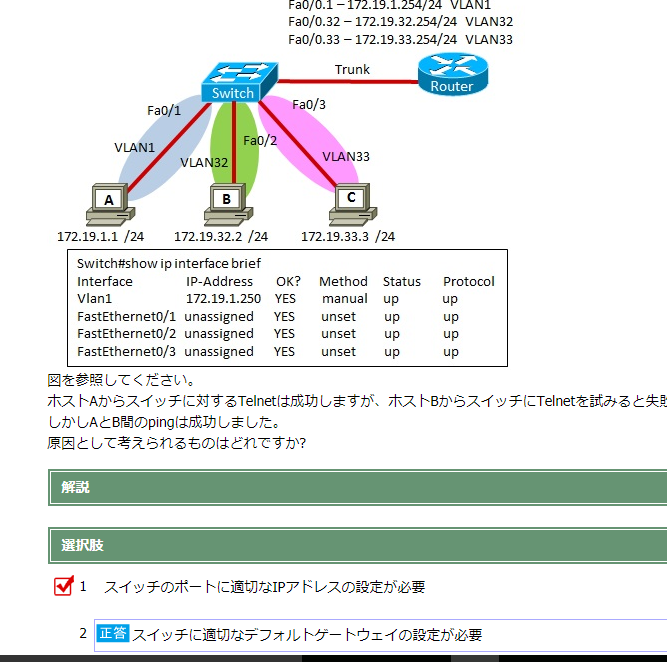 Fa0/0.1 – 172.19.1.254/24 VLAN1
Fa0/0.32 – 172.19.32.254/24 VLAN32
Fa0/0.33 – 172.19.33.254/24 VLAN33
Trunk
Switch
Router
Fa0/1
Fa0/3
Fa0/2
VLAN1
VLAN32
VLAN33
A
B
C
172.19.1.1 /24
172.19.32.2 /24
172.19.33.3 /24
Switch#show ip interface brief
Interface IP-Address OK? Method Status Protocol
Vlan1 172.19.1.250 YES manual up up
FastEthernet0/1 unassigned YES unset up up
FastEthernet0/2 unassigned YES unset up up
FastEthernet0/3 unassigned YES unset up up
図を参照してください。
ホストAからスイッチに対するTelnetは成功しますが、ホストBからスイッチにTelnetを試みると失敗
しかしAとB間のpingは成功しました。
原因として考えられるものはどれですか?
解説
選択肢
1 スイッチのポートに適切なIPアドレスの設定が必要
2 正答 スイッチに適切なデフォルトゲートウェイの設定が必要